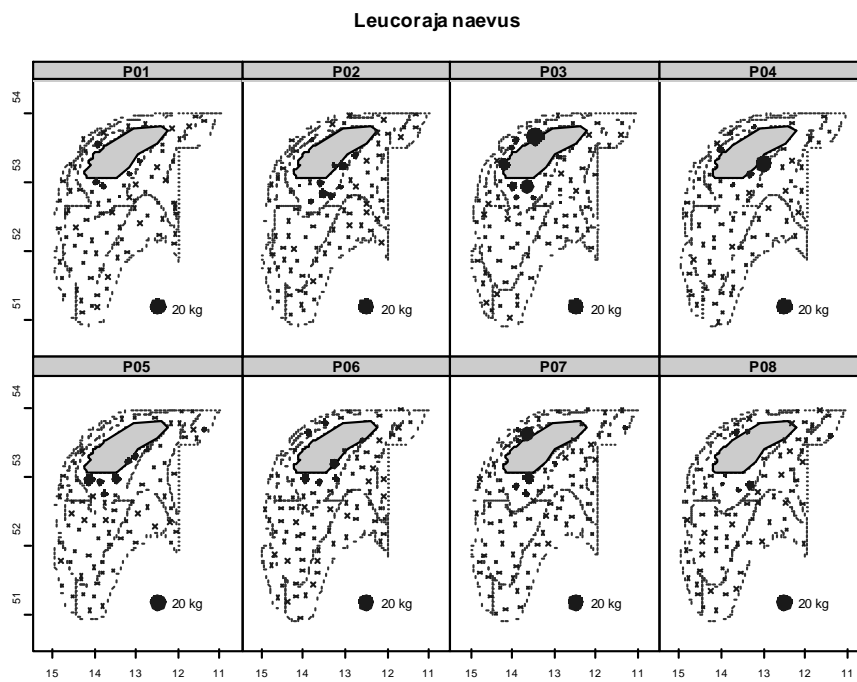 Leucoraja naevus
P01 P02 P03 P04
54
53
52
51
20 kg 20 kg 20 kg 20 kg
P05 P06 P07 P08
54
53
52
51
20 kg 20 kg 20 kg 20 kg
15 14 13 12 11 15 14 13 12 11 15 14 13 12 11 15 14 13 12 11